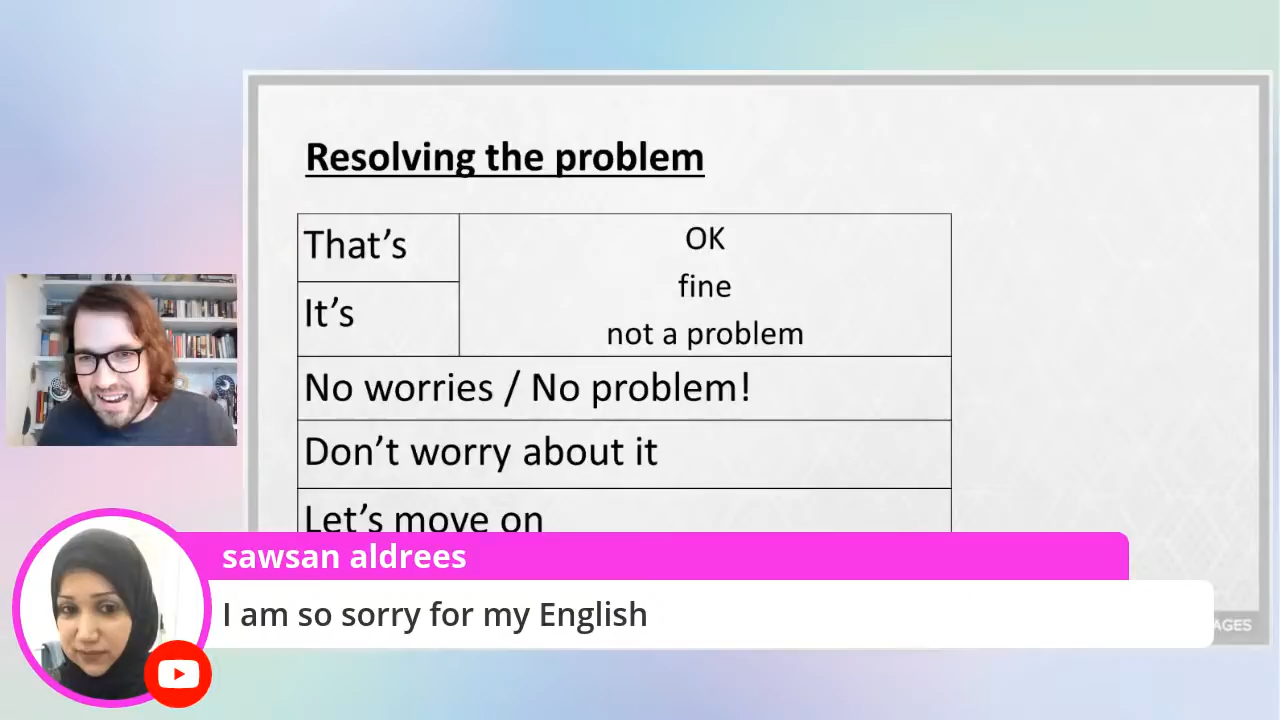 Resolving the problem
That's
It's
OK
fine
not a problem
No worries / No problem!
Don't worry about it
Let's move on
sawsan aldrees
I am so sorry for my English